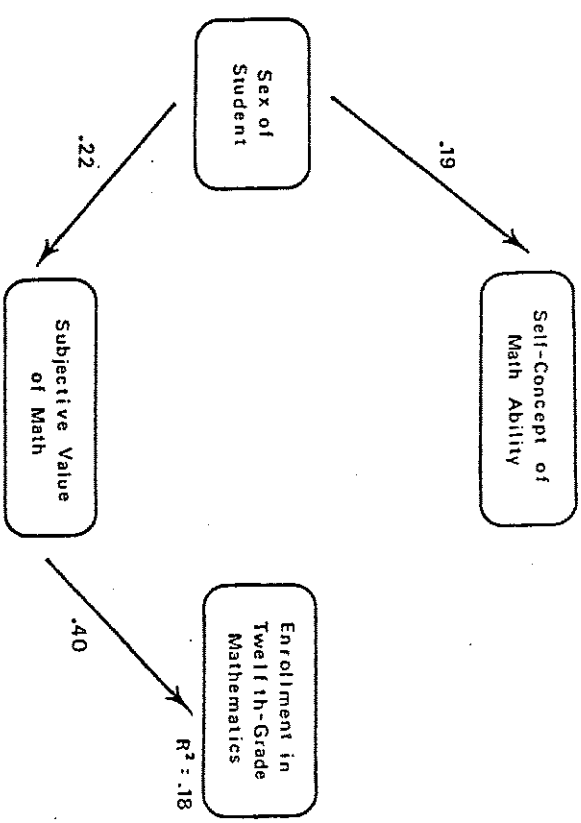 Sex of
Student
.19
.22
Self-Concept of
Math Ability
Subjective Value
of Math
.40
Enrollment in
Twelfth-Grade
Mathematics
R² = .18